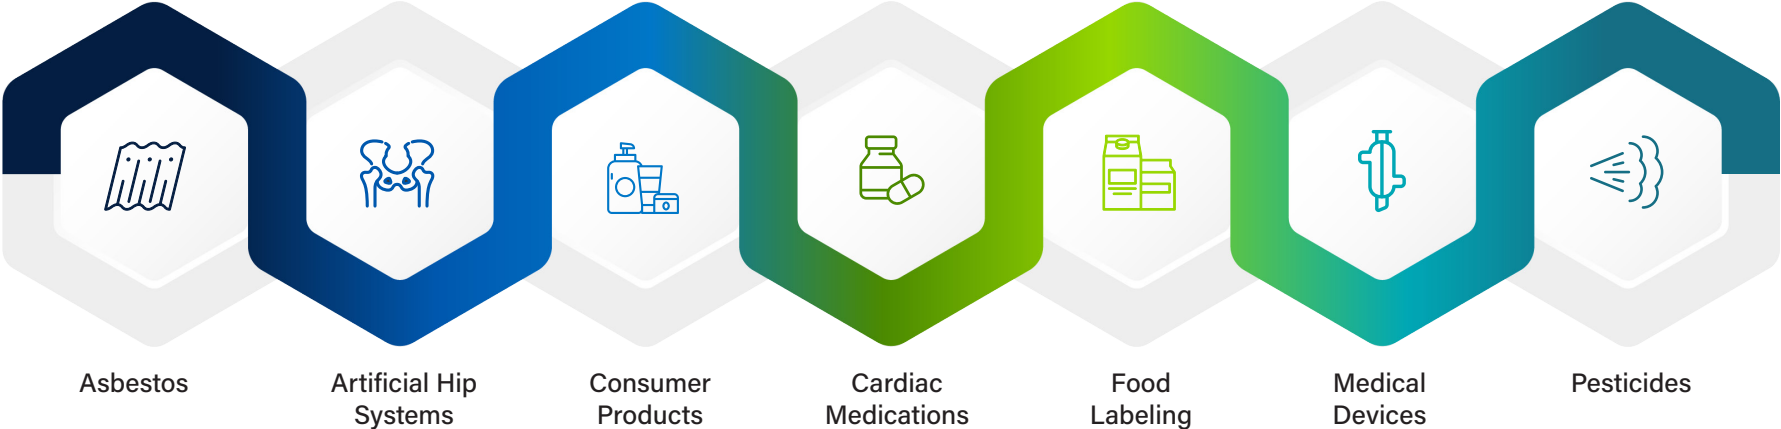 Asbestos
Artificial Hip
Systems
Consumer
Products
Cardiac
Medications
Food
Labeling
Medical
Devices
Pesticides